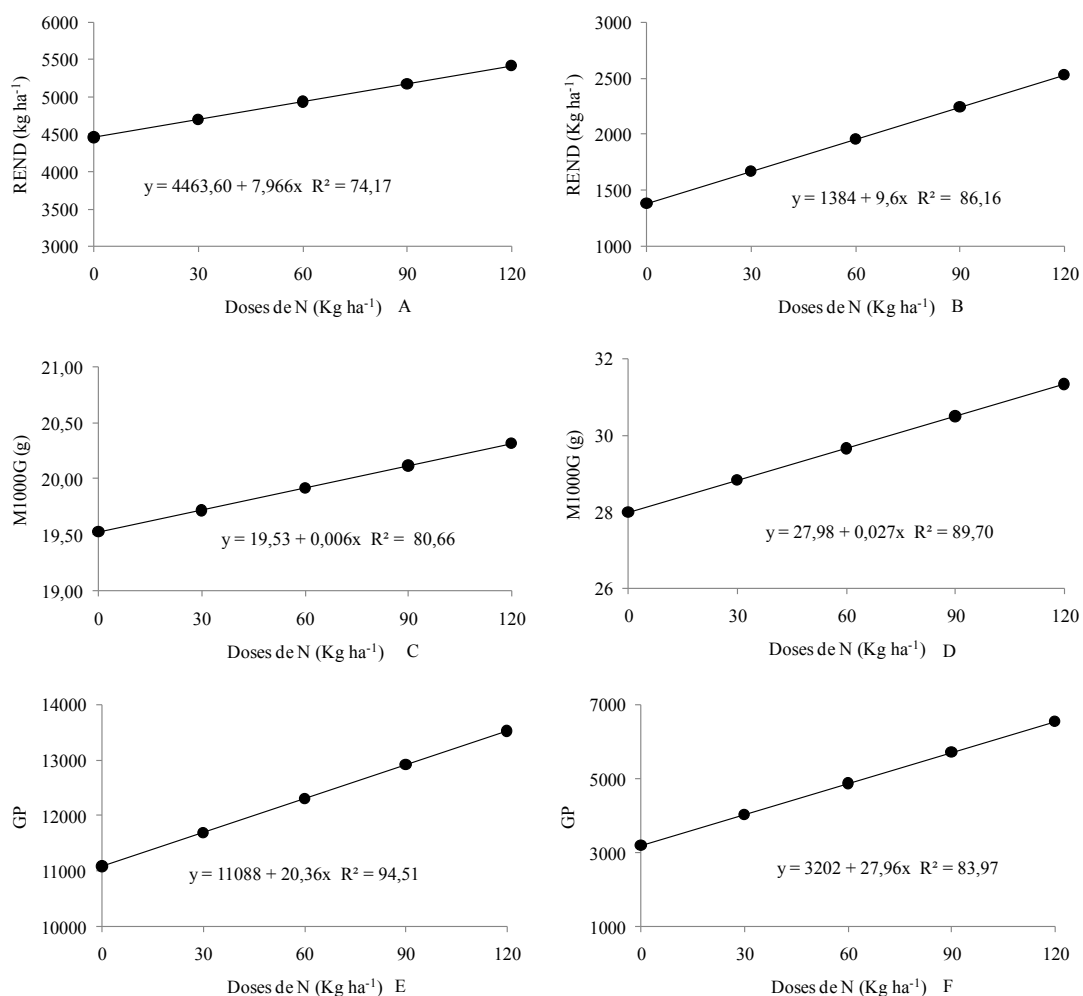 6000
5500
5000
4500
4000
3500
3000
REND (kg ha⁻¹)
y = 4463,60 + 7,966x R² = 74,17
0 30 60 90 120
Doses de N (Kg ha⁻¹) A
3000
2500
2000
1500
1000
REND (Kg ha⁻¹)
y = 1384 + 9,6x R² = 86,16
0 30 60 90 120
Doses de N (Kg ha⁻¹) B
21,00
20,50
20,00
19,50
19,00
M1000G (g)
y = 19,53 + 0,006x R² = 80,66
0 30 60 90 120
Doses de N (Kg ha⁻¹) C
32
30
28
26
M1000G (g)
y = 27,98 + 0,027x R² = 89,70
0 30 60 90 120
Doses de N (Kg ha⁻¹) D
14000
13000
12000
11000
10000
GP
y = 11088 + 20,36x R² = 94,51
0 30 60 90 120
Doses de N (Kg ha⁻¹) E
7000
5000
3000
1000
GP
y = 3202 + 27,96x R² = 83,97
0 30 60 90 120
Doses de N (Kg ha⁻¹) F